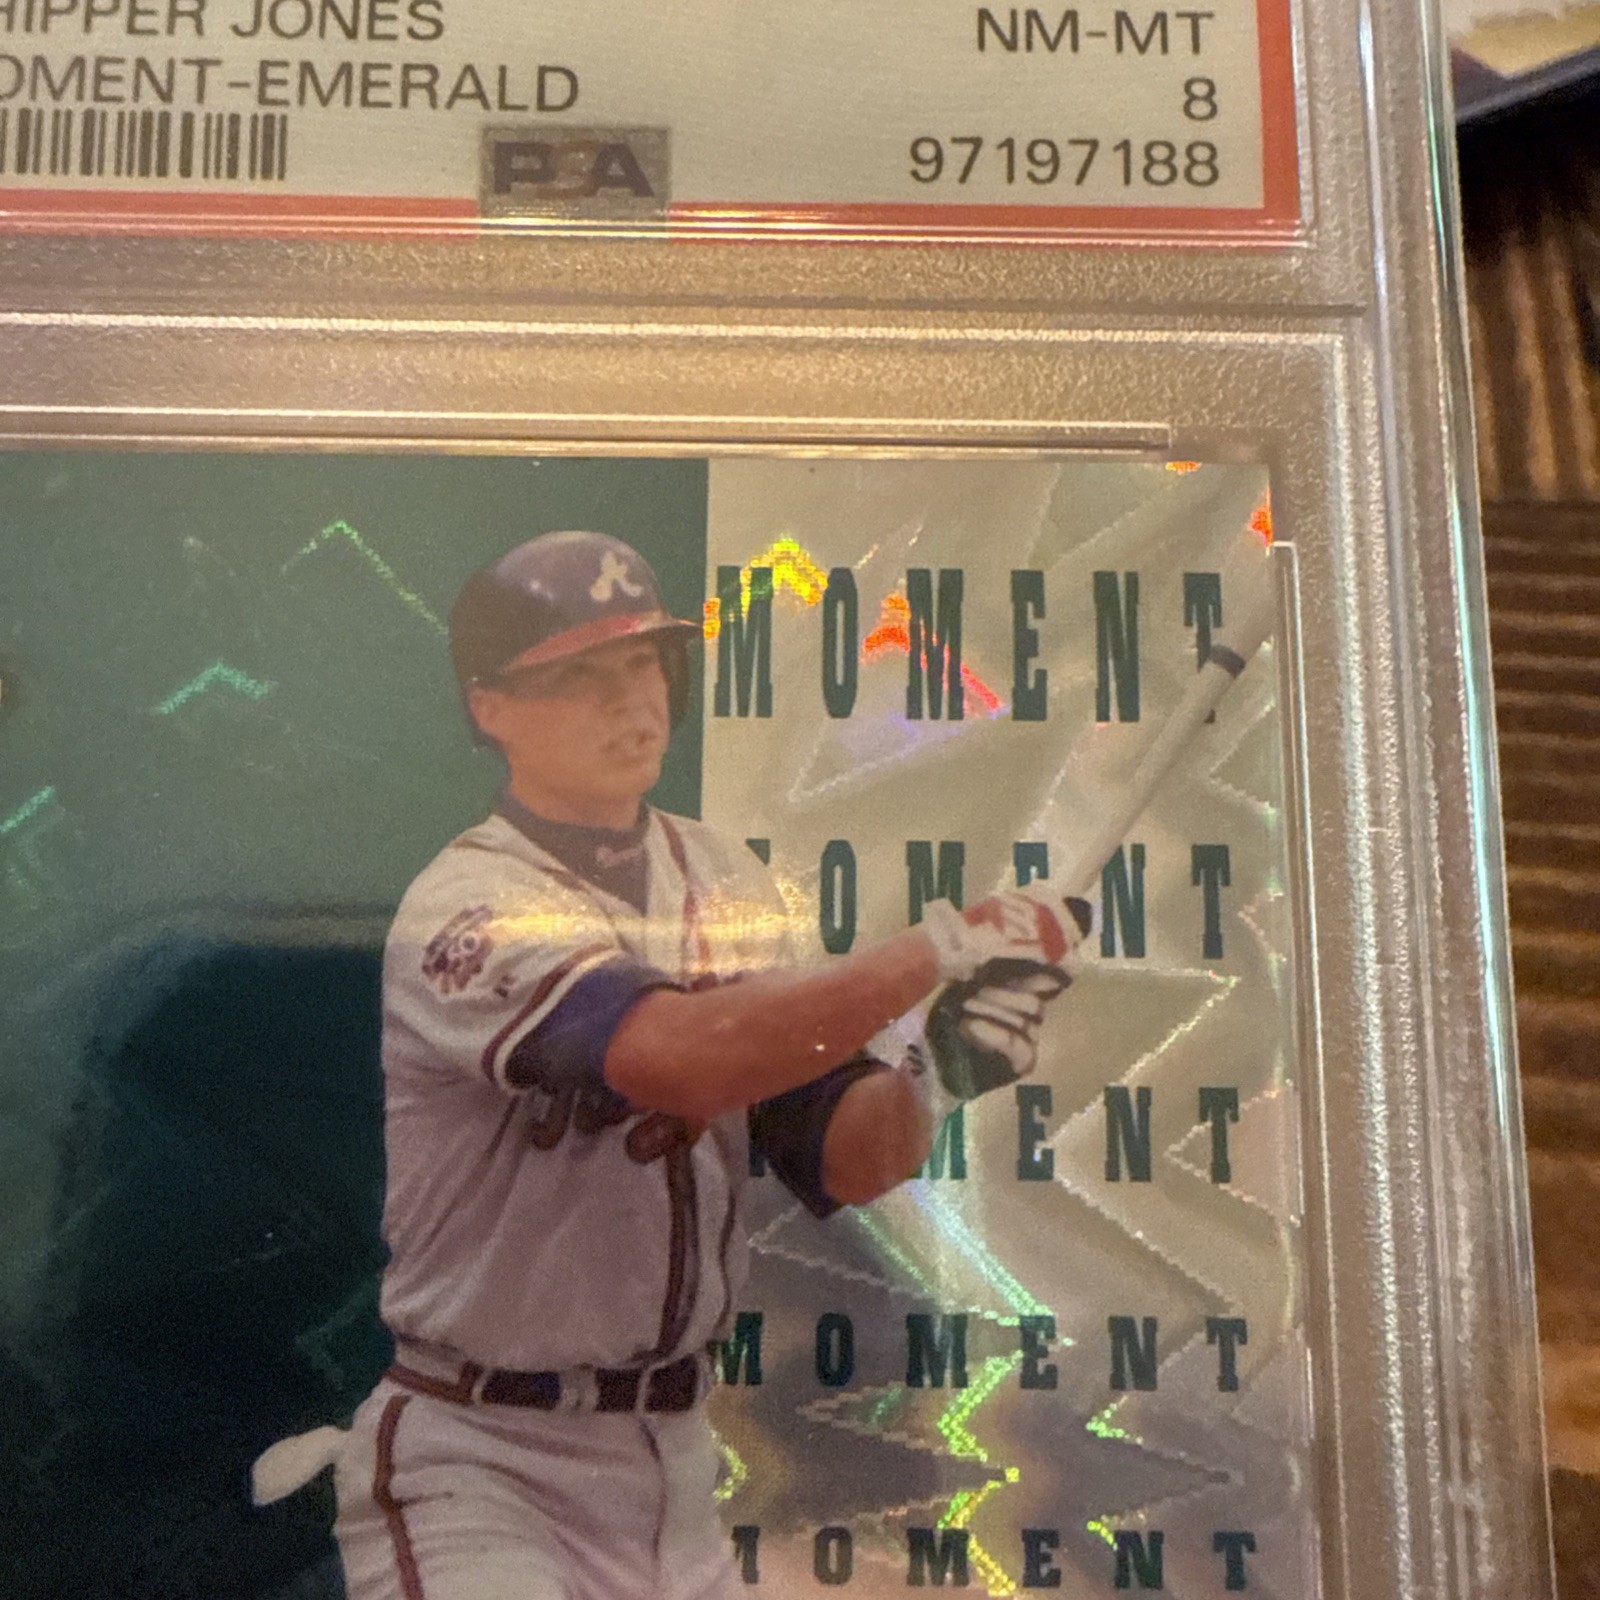 HIPPER JONES
NM-MT
OMENT-EMERALD
8
PSA
97197188
A
MOMENT
OMENT
MENT
MOMENT
OMENT